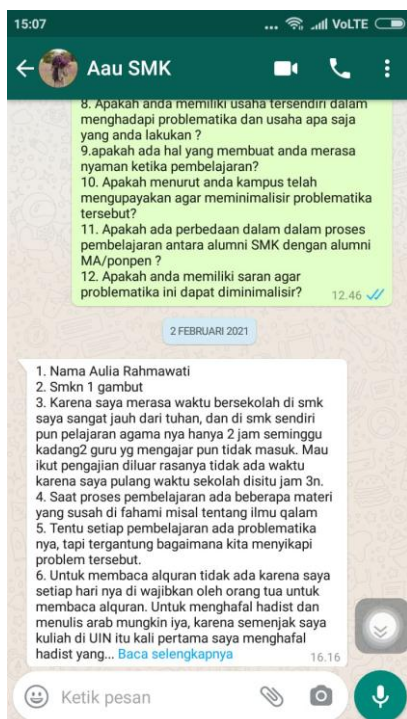 15:07
... VoLTE
Aau SMK
8. Apakah anda memiliki usaha tersendiri dalam
menghadapi problematika dan usaha apa saja
yang anda lakukan ?
9.apakah ada hal yang membuat anda merasa
nyaman ketika pembelajaran?
10. Apakah menurut anda kampus telah
mengupayakan agar meminimalisir problematika
tersebut?
11. Apakah ada perbedaan dalam dalam proses
pembelajaran antara alumni SMK dengan alumni
MA/ponpen ?
12. Apakah anda memiliki saran agar
problematika ini dapat diminimalisir?
12.46
2 FEBRUARI 2021
1. Nama Aulia Rahmawati
2. Smkn 1 gambut
3. Karena saya merasa waktu bersekolah di smk
saya sangat jauh dari tuhan, dan di smk sendiri
pun pelajaran agama nya hanya 2 jam seminggu
kadang2 guru yg mengajar pun tidak masuk. Mau
ikut pengajian diluar rasanya tidak ada waktu
karena saya pulang waktu sekolah disitu jam 3n.
4. Saat proses pembelajaran ada beberapa materi
yang susah di fahami misal tentang ilmu qalam
5. Tentu setiap pembelajaran ada problematika
nya, tapi tergantung bagaimana kita menyikapi
problem tersebut.
6. Untuk membaca alquran tidak ada karena saya
setiap hari nya di wajibkan oleh orang tua untuk
membaca alquran. Untuk menghafal hadist dan
menulis arab mungkin iya, karena semenjak saya
kuliah di UIN itu kali pertama saya menghafal
hadist yang... Baca selengkapnya
16.16
Ketik pesan